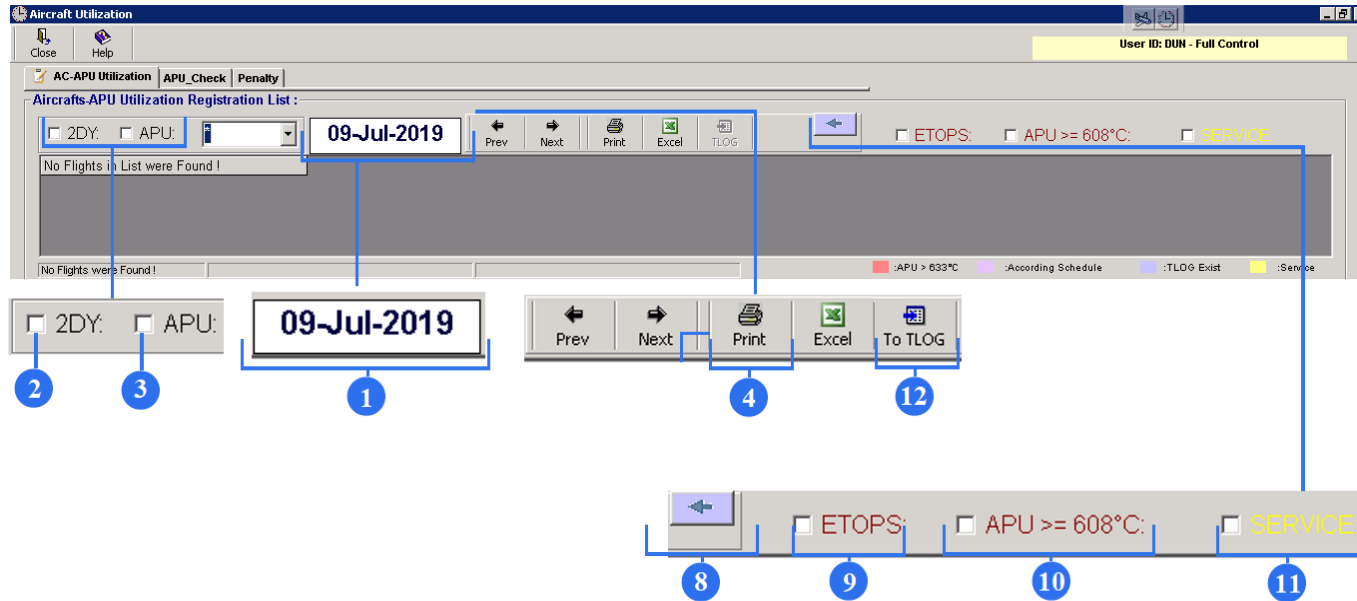 Aircraft Utilization
Close Help
User ID: DUN - Full Control
AC-APU Utilization APU_Check Penalty
Aircrafts-APU Utilization Registration List :
2DY: APU: * 09-Jul-2019 Prev Next Print Excel TLOG ETOPS: APU >= 608°C: SERVICE
No Flights in List were Found !
No Flights were Found ! :APU > 633°C :According Schedule :TLOG Exist :Service
2DY: APU: 09-Jul-2019 Prev Next Print Excel To TLOG
2 3 1 4 12
ETOPS: APU >= 608°C: SERVICE:
8 9 10 11